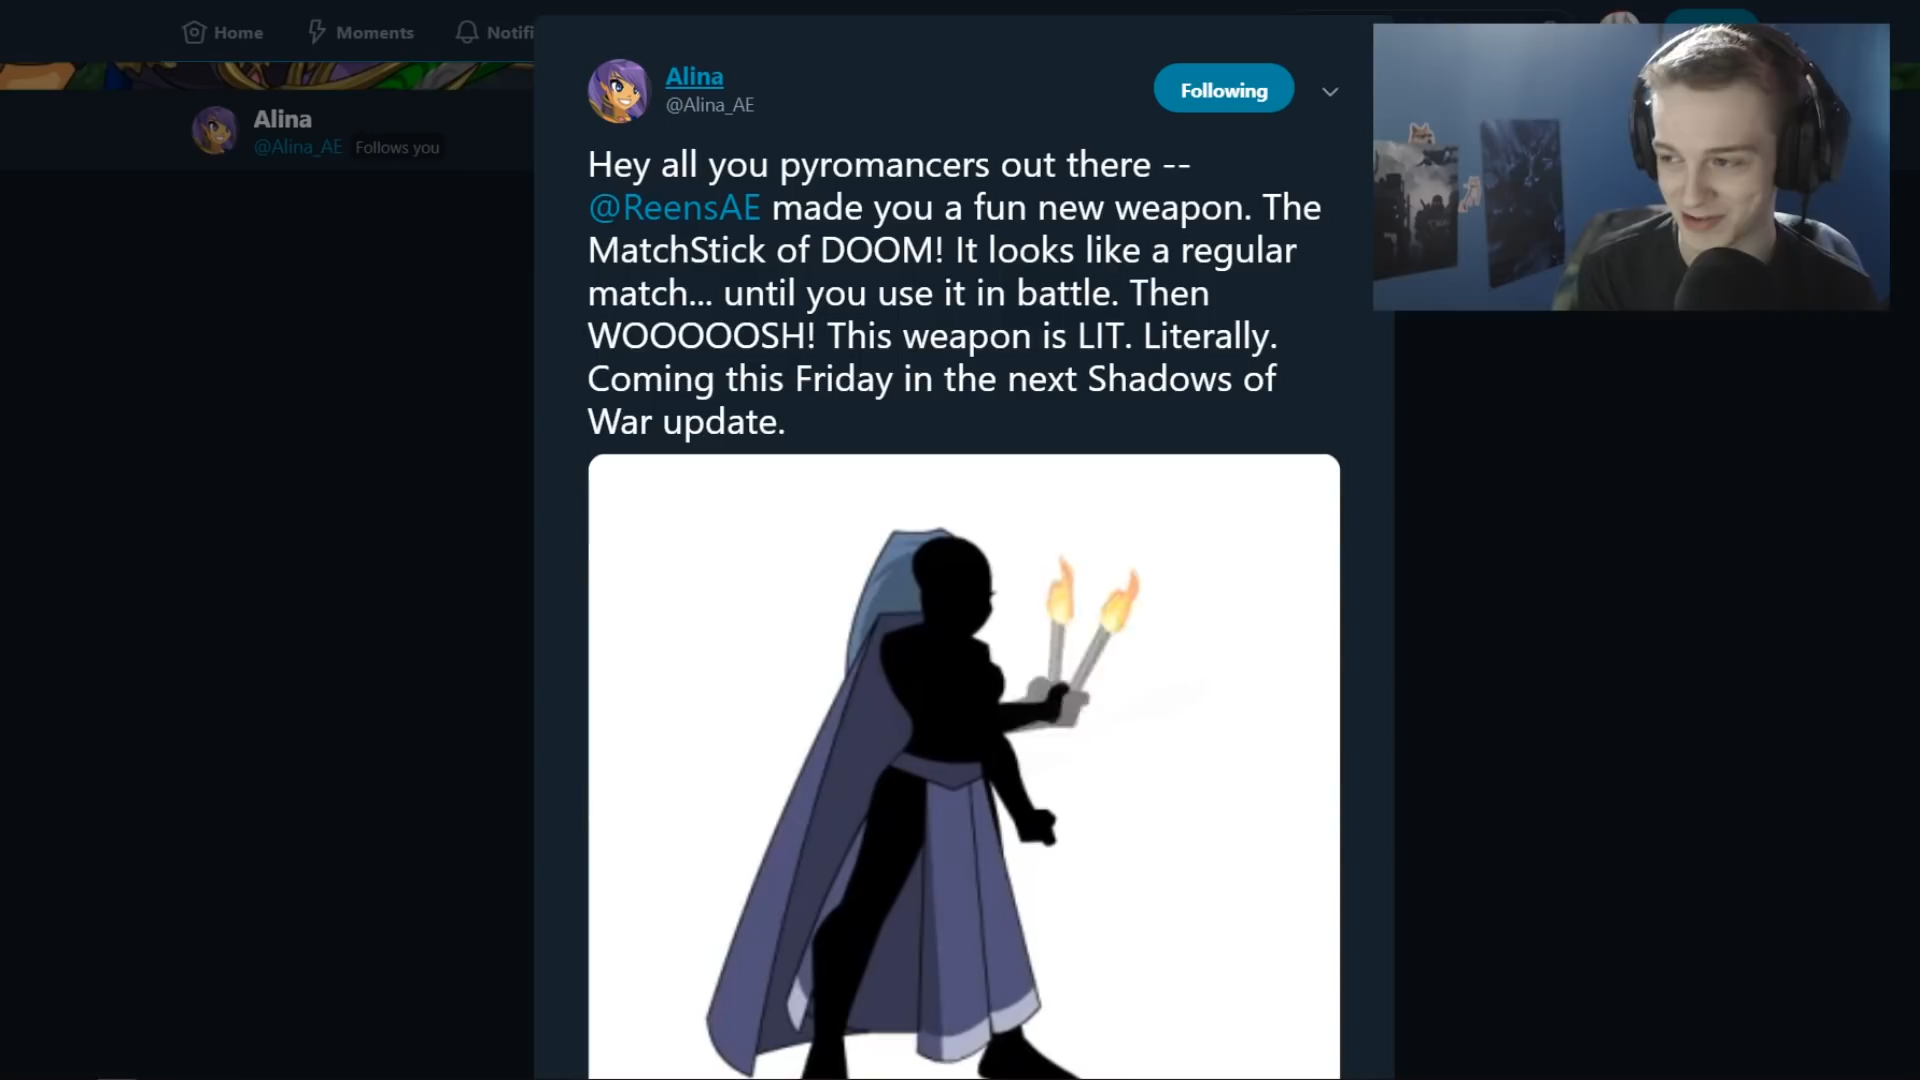 Home
Moments
Notifi
Alina
@Alina_AE Follows you
Alina
@Alina_AE
Following
Hey all you pyromancers out there --
@ReensAE made you a fun new weapon. The
MatchStick of DOOM! It looks like a regular
match... until you use it in battle. Then
WOOOOOSH! This weapon is LIT. Literally.
Coming this Friday in the next Shadows of
War update.